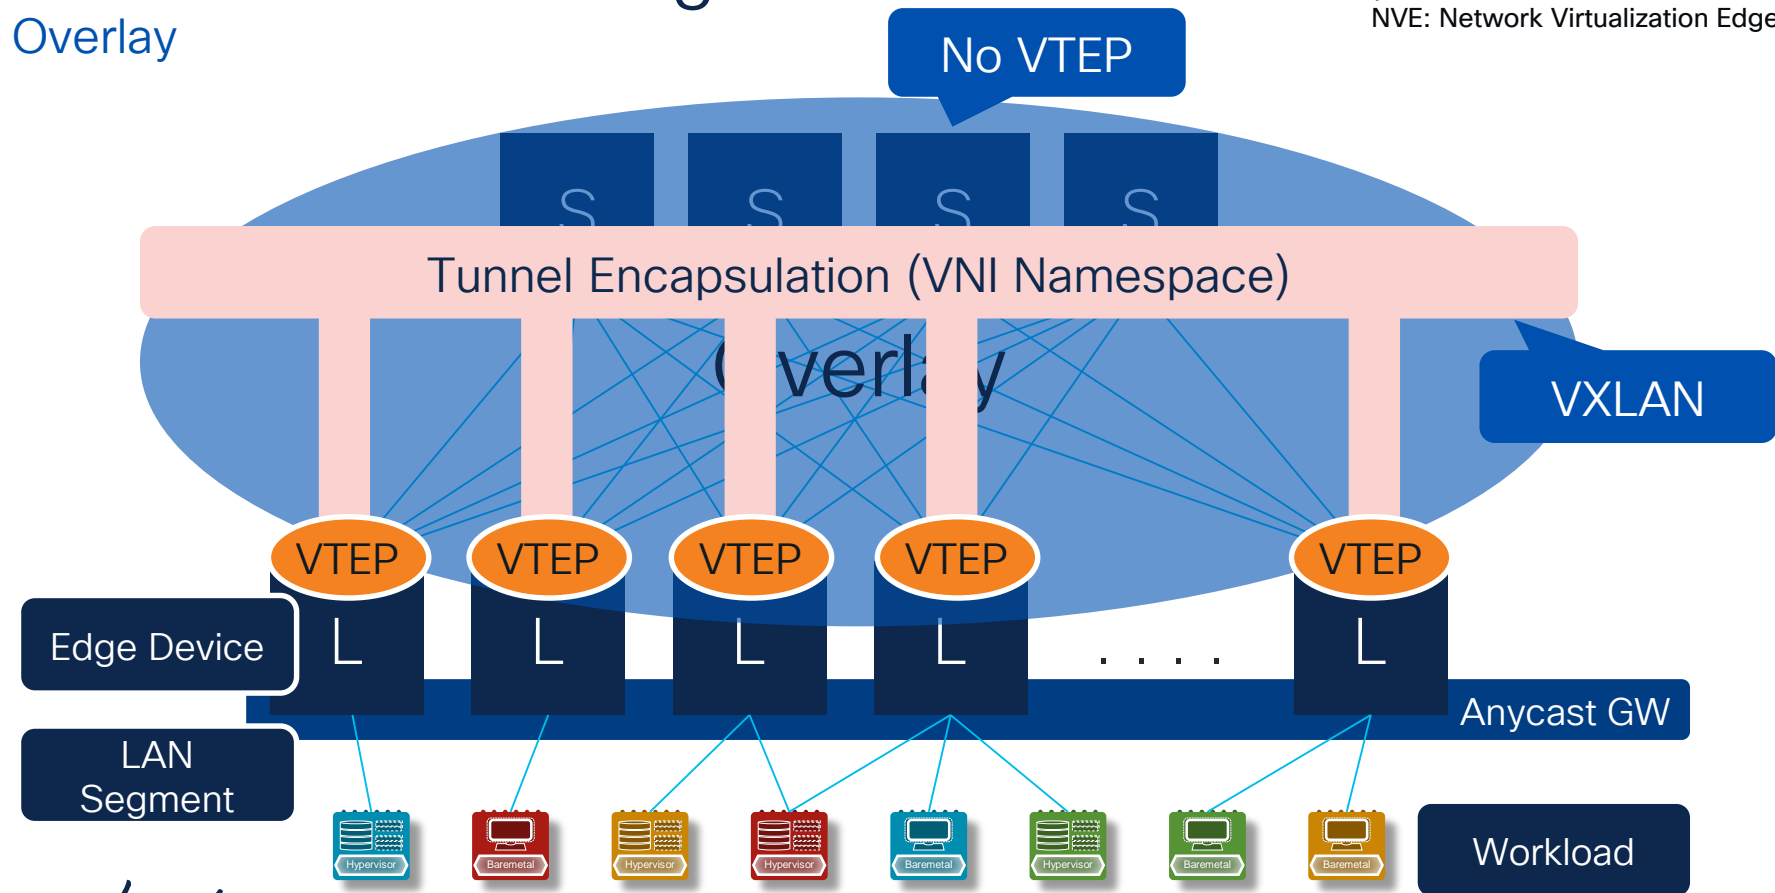 NVE: Network Virtualization Edge
Overlay
No VTEP
S S S S
Tunnel Encapsulation (VNI Namespace)
Overlay
VXLAN
VTEP VTEP VTEP VTEP VTEP
Edge Device
L L L L . . . . L
Anycast GW
LAN
Segment
Hypervisor Baremetal Hypervisor Hypervisor Baremetal Hypervisor Baremetal Baremetal
Workload